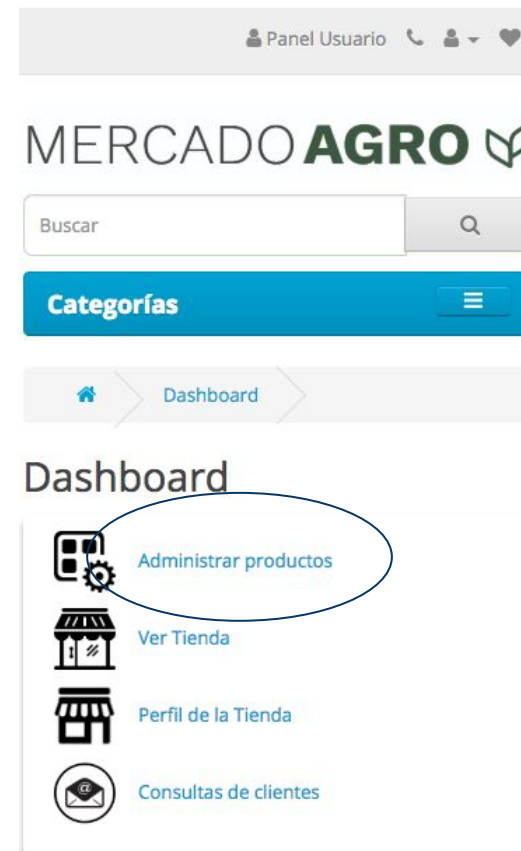 Panel Usuario
MERCADO AGRO
Buscar
Categorías
Dashboard
Dashboard
Administrar productos
Ver Tienda
Perfil de la Tienda
Consultas de clientes